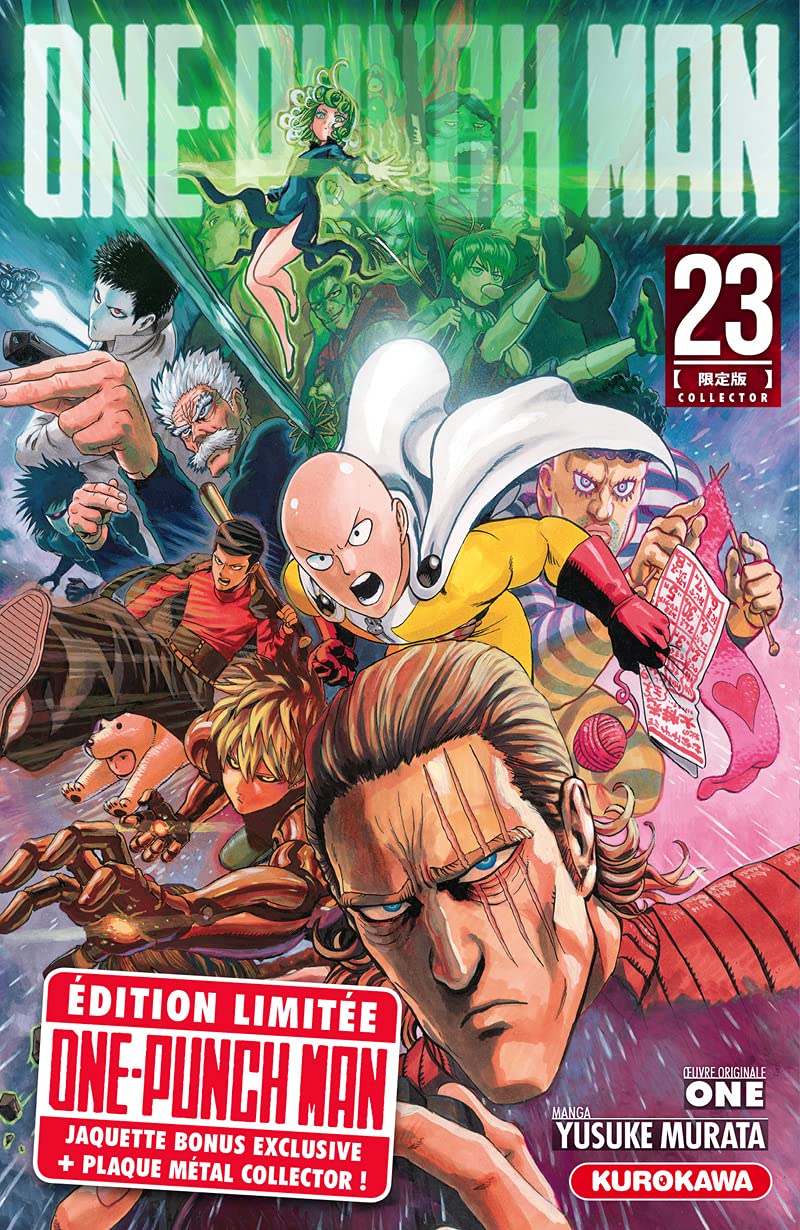 ONE-PUNCH MAN
23
【限定版】
COLLECTOR
ÉDITION LIMITÉE
ONE-PUNCH MAN
JAQUETTE BONUS EXCLUSIVE
+ PLAQUE MÉTAL COLLECTOR !
ŒUVRE ORIGINALE
ONE
MANGA
YUSUKE MURATA
KUROKAWA